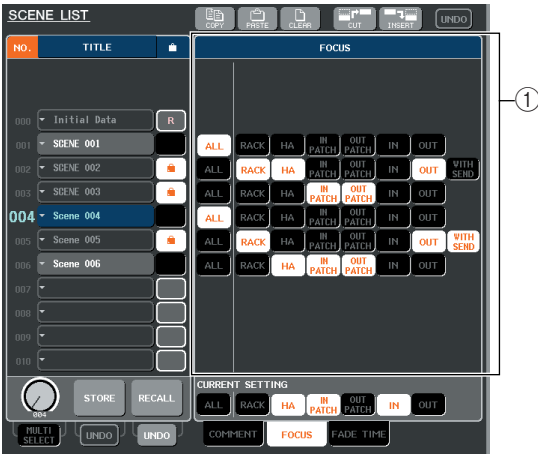 SCENE LIST COPY PASTE CLEAR CUT INSERT UNDO
NO. TITLE FOCUS
①
000 Initial Data R
001 SCENE 001 ALL RACK HA IN PATCH OUT PATCH IN OUT
002 SCENE 002 ALL RACK HA IN PATCH OUT PATCH IN OUT WITH SEND
003 SCENE 003 ALL RACK HA IN PATCH OUT PATCH IN OUT
004 Scene 004 ALL RACK HA IN PATCH OUT PATCH IN OUT
005 Scene 005 ALL RACK HA IN PATCH OUT PATCH IN OUT WITH SEND
006 Scene 006 ALL RACK HA IN PATCH OUT PATCH IN OUT
007
008
009
010
CURRENT SETTING
004 STORE RECALL ALL RACK HA IN PATCH OUT PATCH IN OUT
MULTI SELECT UNDO UNDO COMMENT FOCUS FADE TIME